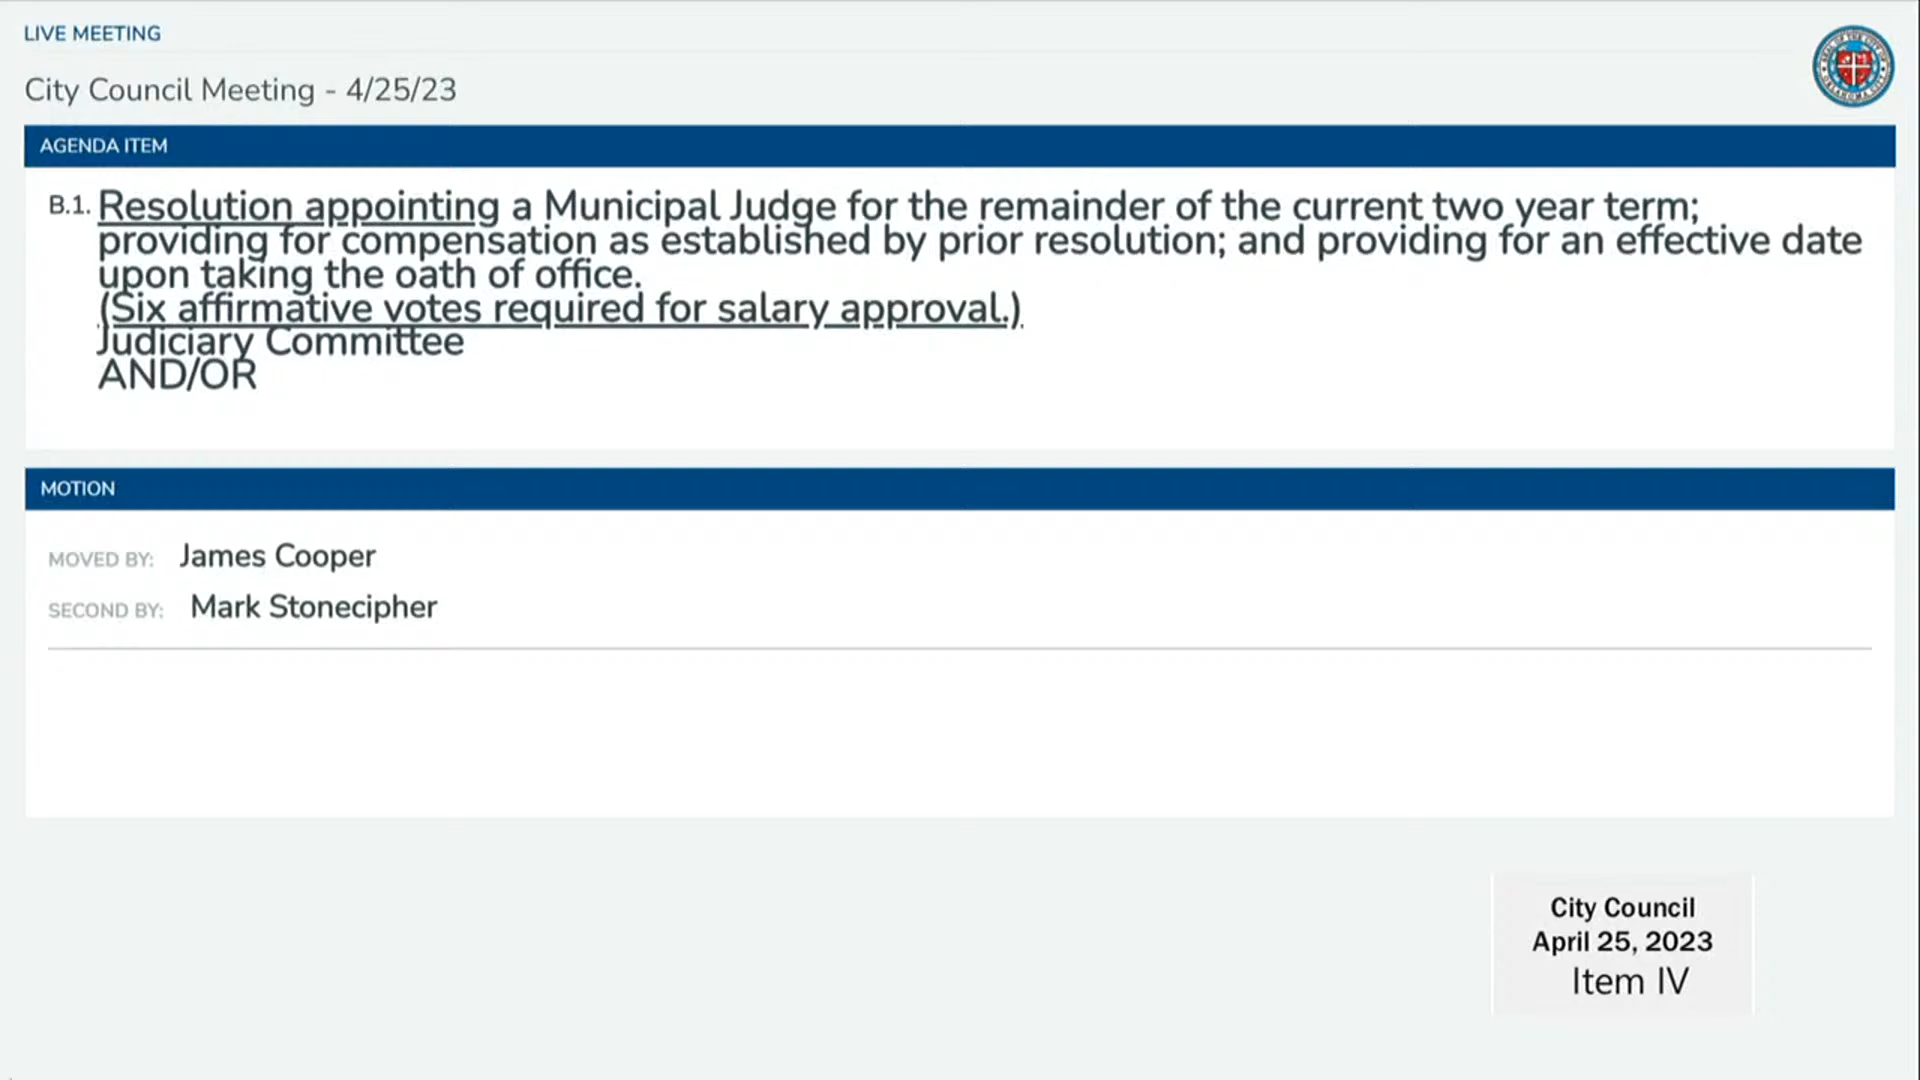 LIVE MEETING
City Council Meeting - 4/25/23
AGENDA ITEM
B.1. Resolution appointing a Municipal Judge for the remainder of the current two year term;
providing for compensation as established by prior resolution; and providing for an effective date
upon taking the oath of office.
(Six affirmative votes required for salary approval.)
Judiciary Committee
AND/OR
MOTION
MOVED BY: James Cooper
SECOND BY: Mark Stonecipher
City Council
April 25, 2023
Item IV